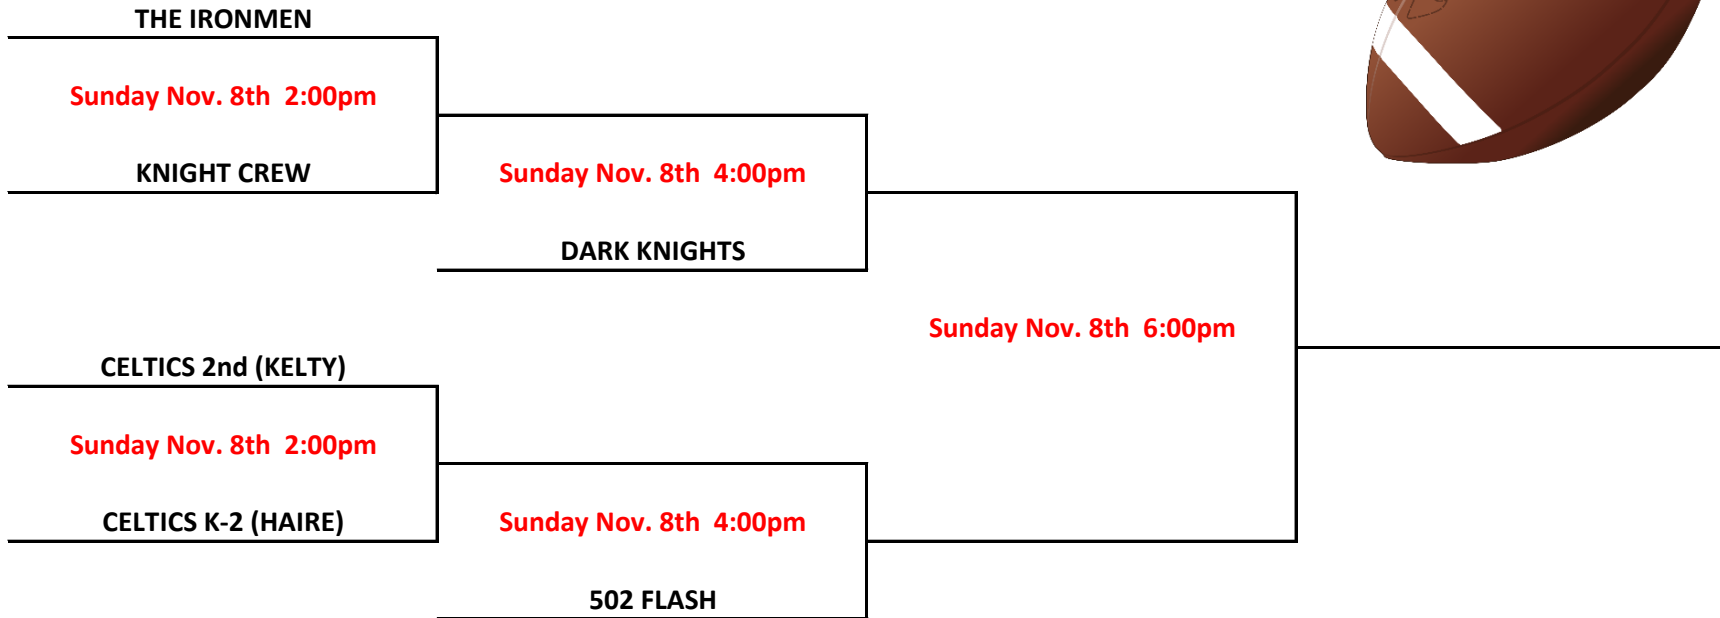 THE IRONMEN
Sunday Nov. 8th  2:00pm
KNIGHT CREW
Sunday Nov. 8th  4:00pm
DARK KNIGHTS
Sunday Nov. 8th  6:00pm
CELTICS 2nd (KELTY)
Sunday Nov. 8th  2:00pm
CELTICS K-2 (HAIRE)
Sunday Nov. 8th  4:00pm
502 FLASH